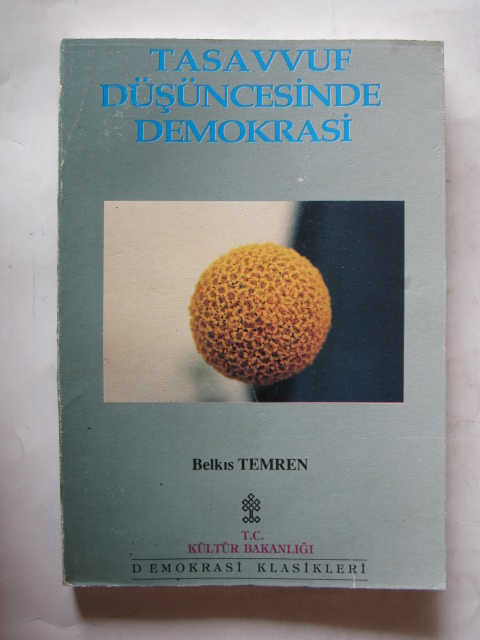 TASAVVUF
DÜŞÜNCESİNDE
DEMOKRASİ
Belkıs TEMREN
T.C.
KÜLTÜR BAKANLIĞI
DEMOKRASİ KLASİKLERİ